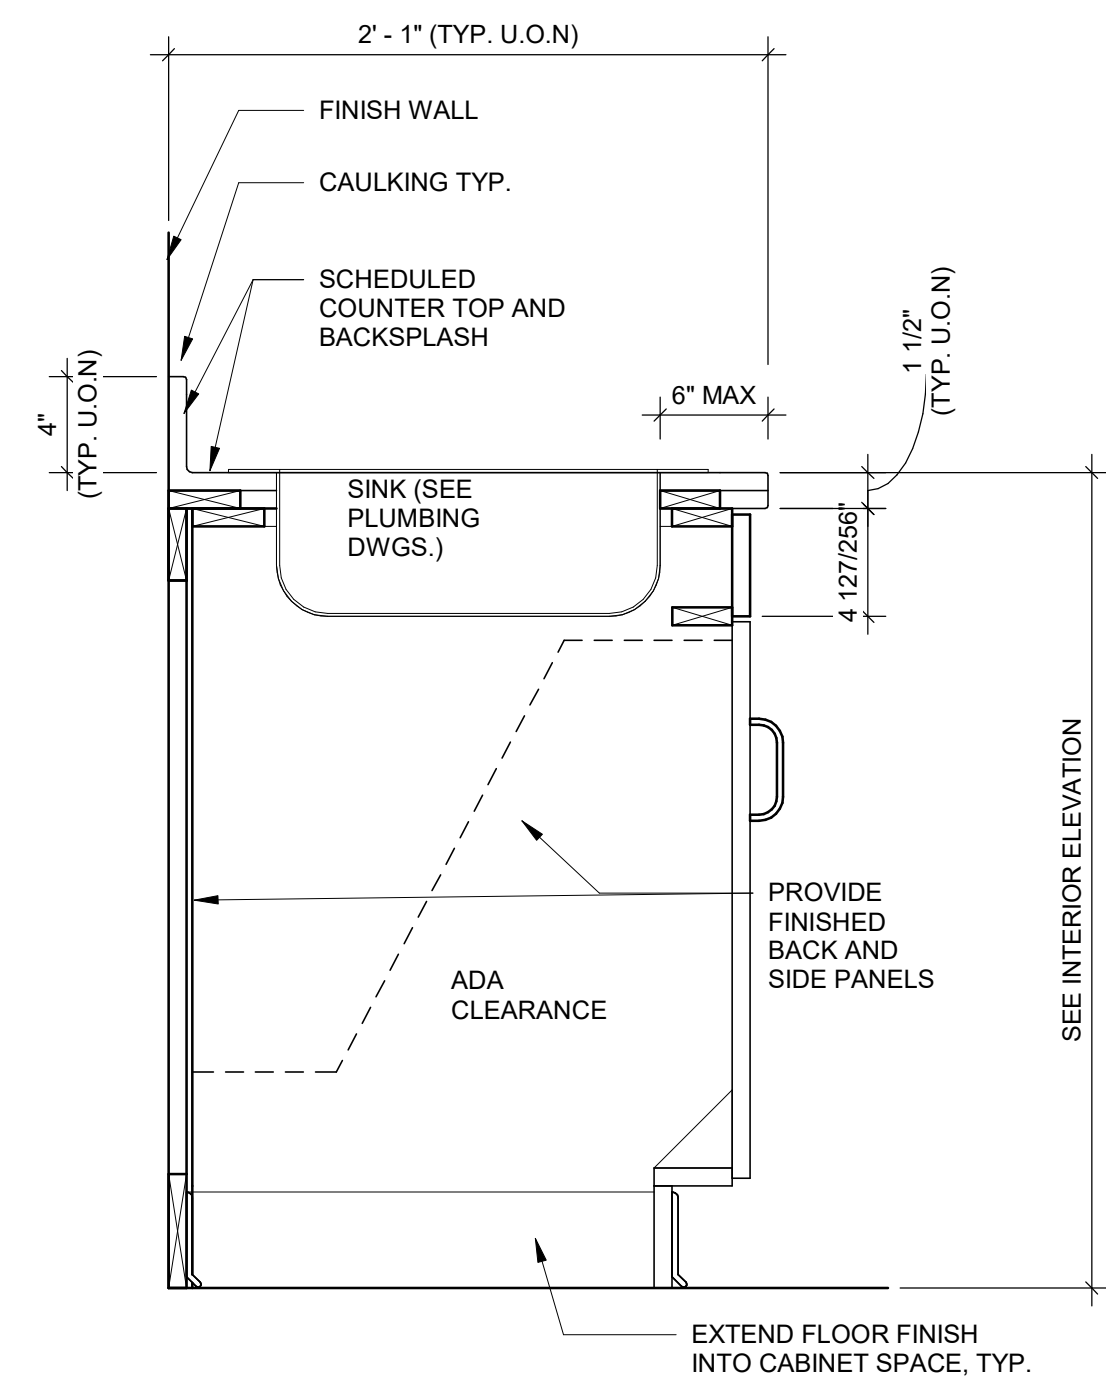 2' - 1" (TYP. U.O.N)
FINISH WALL
CAULKING TYP.
SCHEDULED
COUNTER TOP AND
BACKSPLASH
4"
(TYP. U.O.N)
6" MAX
1 1/2"
(TYP. U.O.N)
SINK (SEE
PLUMBING
DWGS.)
4 127/256"
SEE INTERIOR ELEVATION
PROVIDE
FINISHED
BACK AND
SIDE PANELS
ADA
CLEARANCE
EXTEND FLOOR FINISH
INTO CABINET SPACE, TYP.